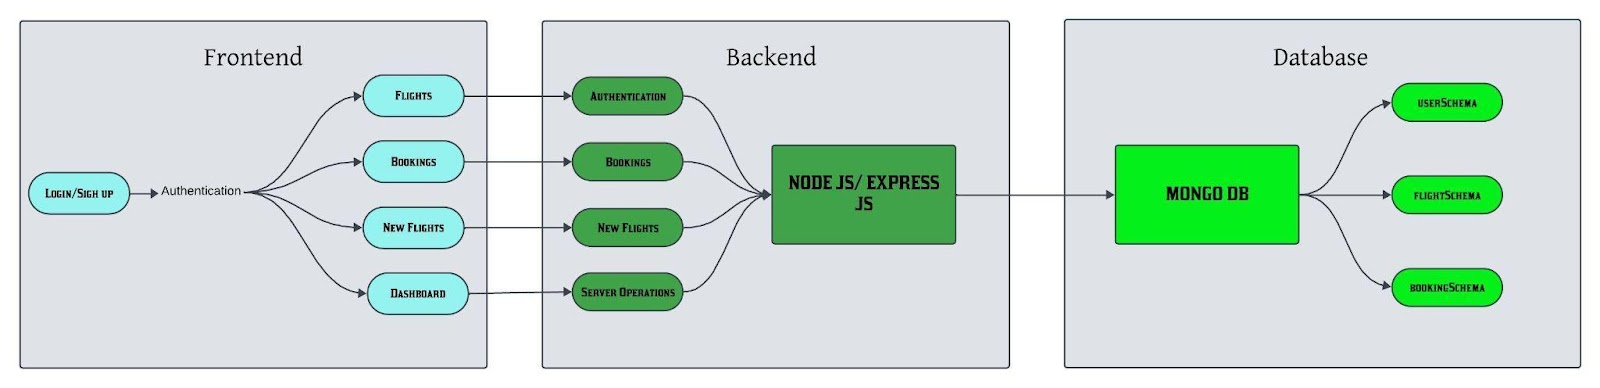 Frontend
LOGIN/SIGH UP
Authentication
FLIGHTS
BOOKINGS
NEW FLIGHTS
DASHBOARD
Backend
AUTHENTICATION
BOOKINGS
NEW FLIGHTS
SERVER OPERATIONS
NODE JS/ EXPRESS
JS
Database
MONGO DB
USERSCHEMA
FLIGHTSCHEMA
BOOKINGSCHEMA